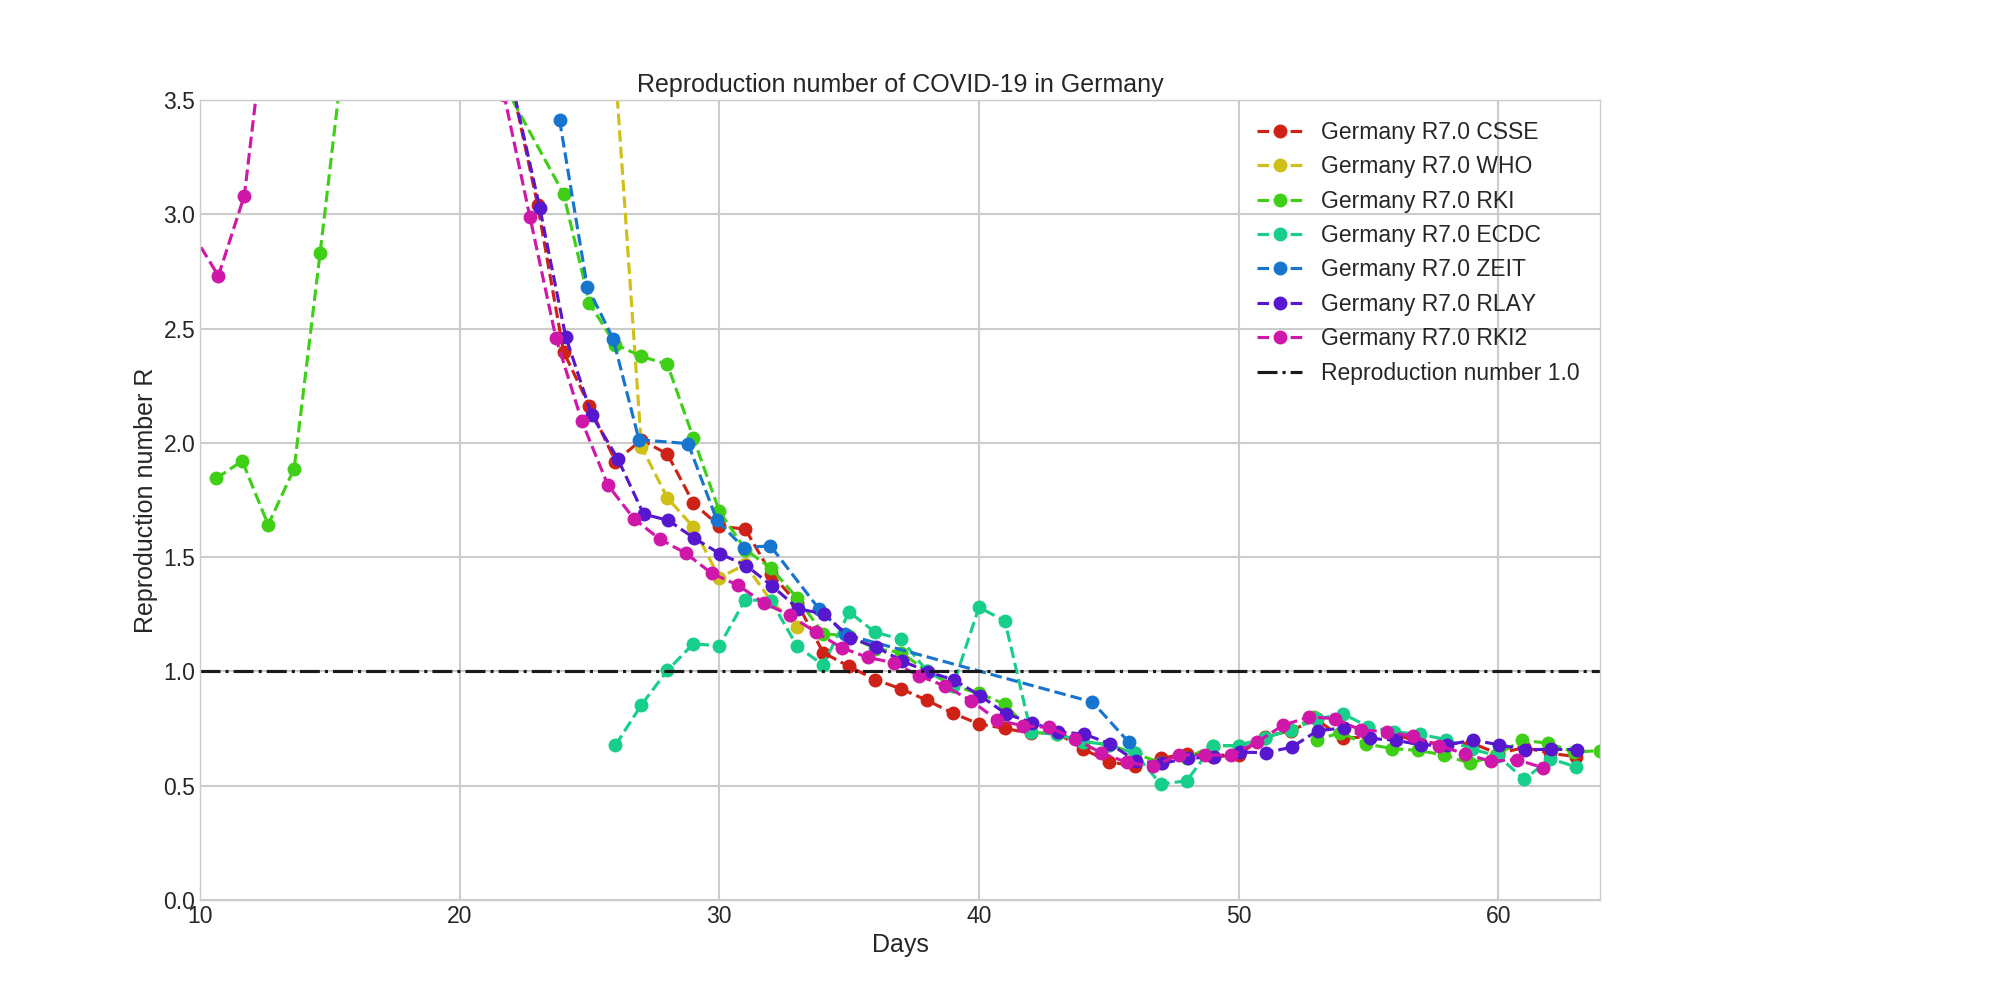 Reproduction number of COVID-19 in Germany
3.5
3.0
2.5
2.0
1.5
1.0
0.5
0.0
Reproduction number R
Germany R7.0 CSSE
Germany R7.0 WHO
Germany R7.0 RKI
Germany R7.0 ECDC
Germany R7.0 ZEIT
Germany R7.0 RLAY
Germany R7.0 RKI2
Reproduction number 1.0
10 20 30 40 50 60
Days